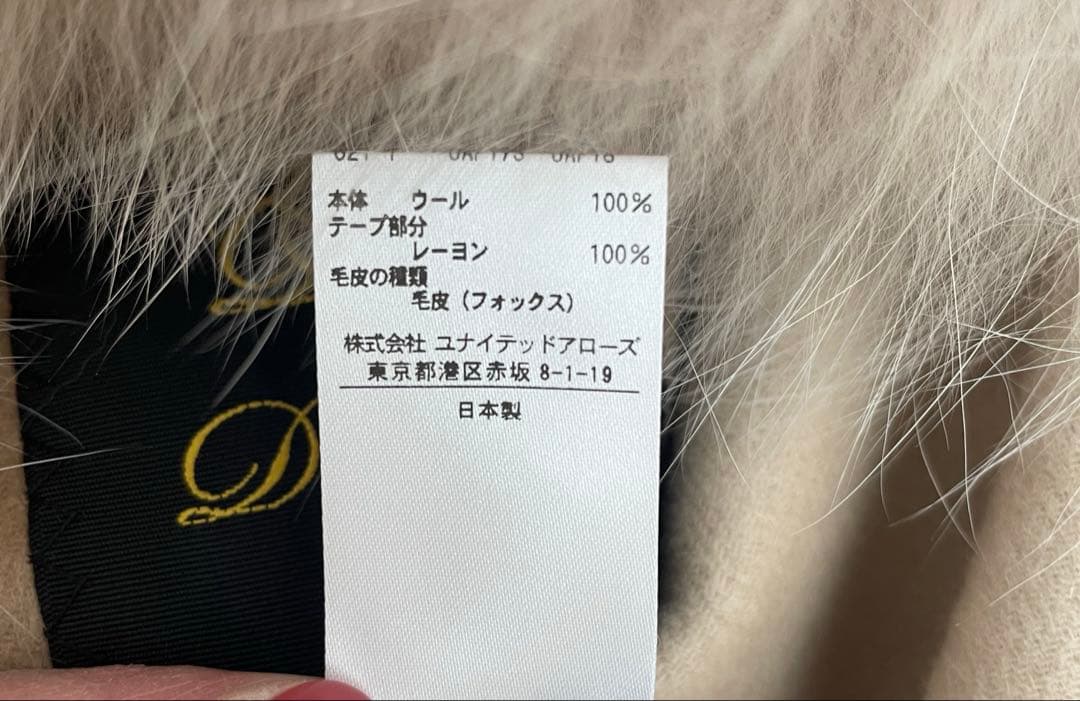 本体 ウール 100%
テープ部分
レーヨン 100%
毛皮の種類
毛皮(フォックス)
株式会社 ユナイテッドアローズ
東京都港区赤坂 8-1-19
日本製
D